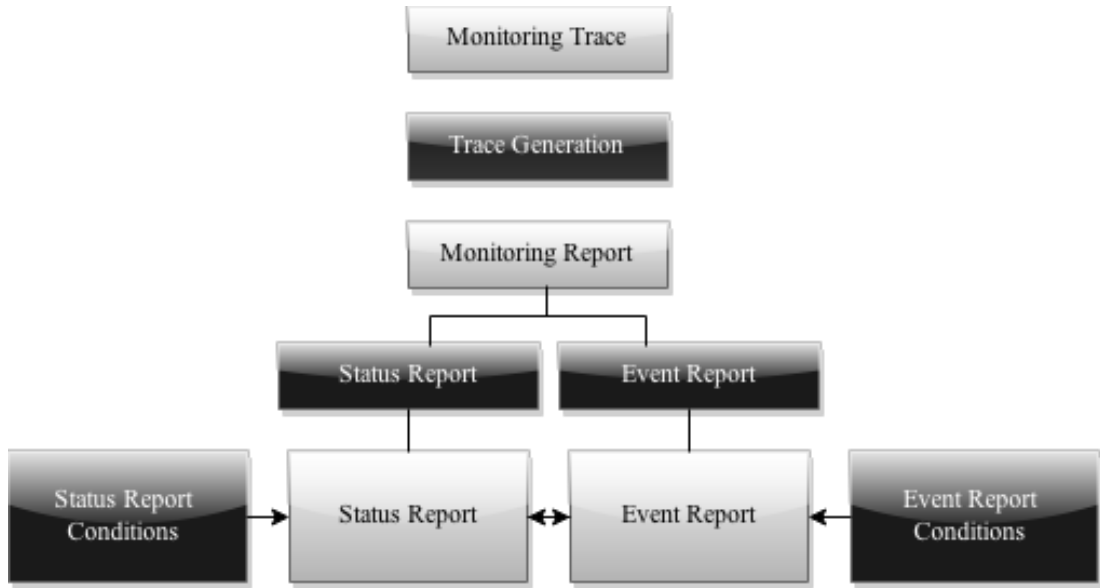 Monitoring Trace
Trace Generation
Monitoring Report
Status Report
Event Report
Status Report
Conditions
Status Report
Event Report
Event Report
Conditions